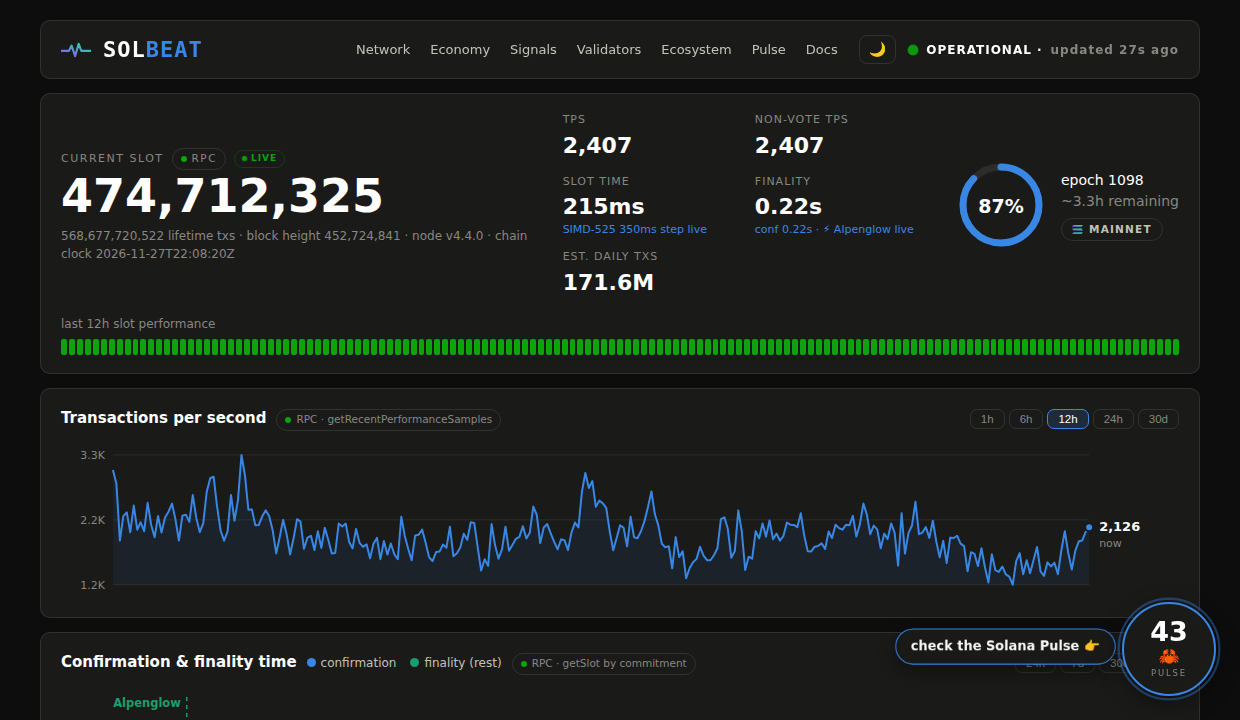 SOLBEAT
Network Economy Signals Validators Ecosystem Pulse Docs
OPERATIONAL · updated 27s ago
CURRENT SLOT RPC LIVE
474,712,325
568,677,720,522 lifetime txs · block height 452,724,841 · node v4.4.0 · chain
clock 2026-11-27T22:08:20Z
TPS
2,407
NON-VOTE TPS
2,407
SLOT TIME
215ms
SIMD-525 350ms step live
FINALITY
0.22s
conf 0.22s · ⚡ Alpenglow live
EST. DAILY TXS
171.6M
87%
epoch 1098
~3.3h remaining
MAINNET
last 12h slot performance
Transactions per second RPC · getRecentPerformanceSamples
1h 6h 12h 24h 30d
3.3K
2.2K
1.2K
2,126
now
Confirmation & finality time confirmation finality (rest) RPC · getSlot by commitment
Alpenglow
check the Solana Pulse 👉
43
🦀
PULSE